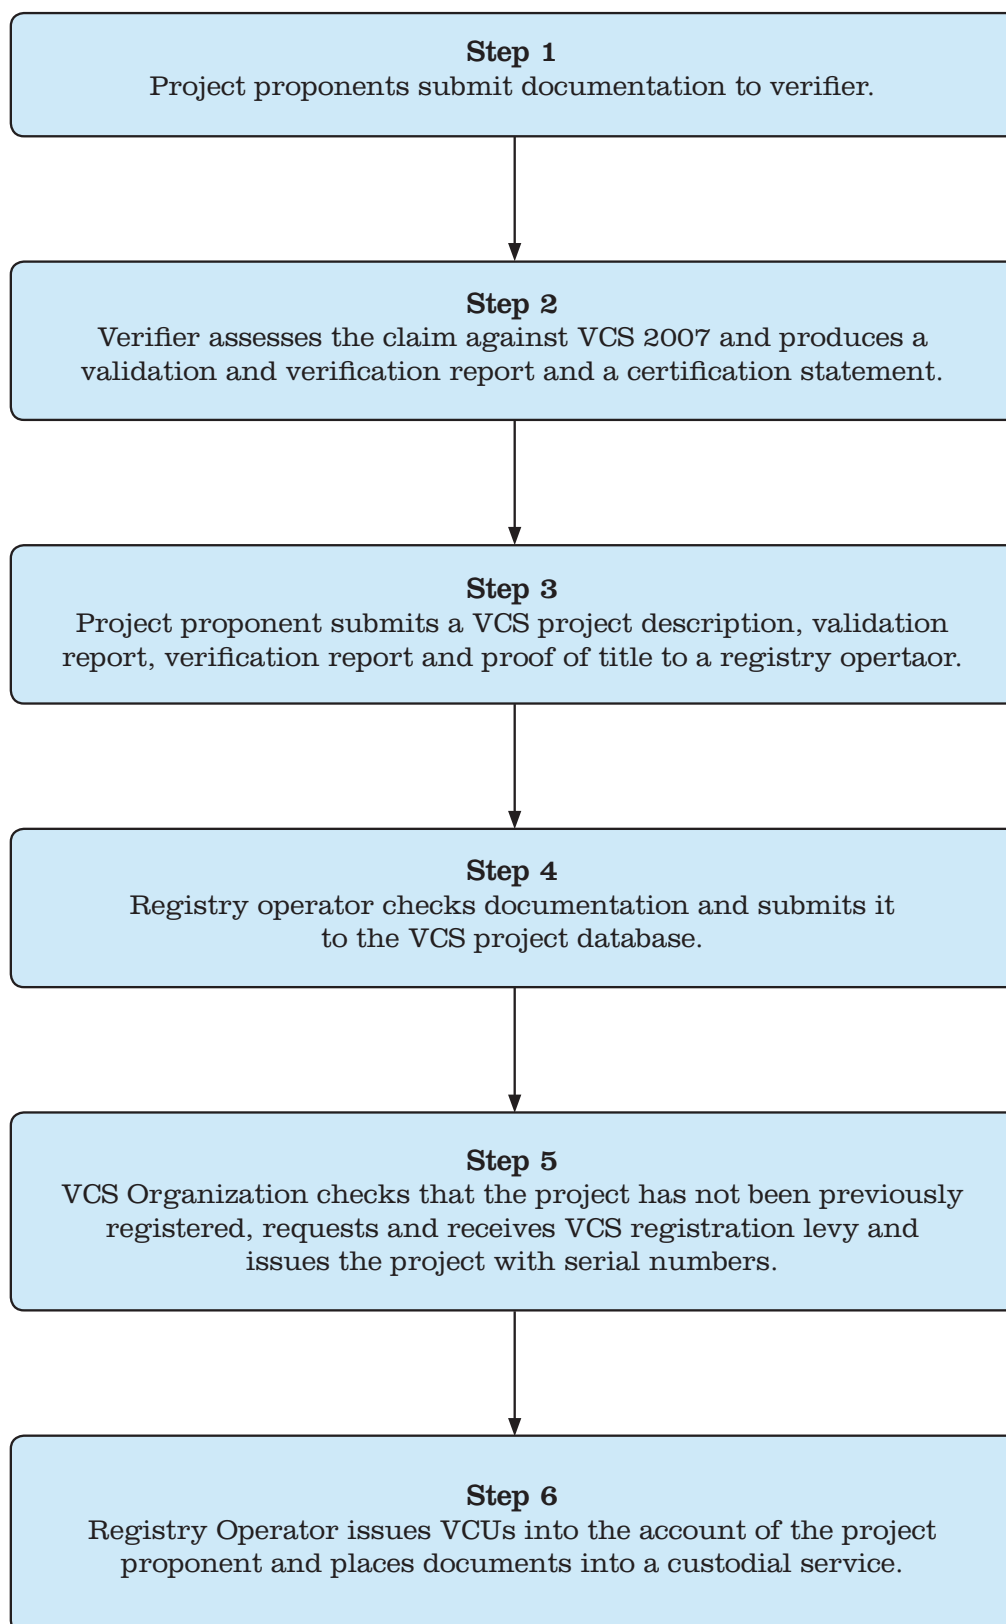 Step 1
Project proponents submit documentation to verifier.
Step 2
Verifier assesses the claim against VCS 2007 and produces a
validation and verification report and a certification statement.
Step 3
Project proponent submits a VCS project description, validation
report, verification report and proof of title to a registry opertaor.
Step 4
Registry operator checks documentation and submits it
to the VCS project database.
Step 5
VCS Organization checks that the project has not been previously
registered, requests and receives VCS registration levy and
issues the project with serial numbers.
Step 6
Registry Operator issues VCUs into the account of the project
proponent and places documents into a custodial service.